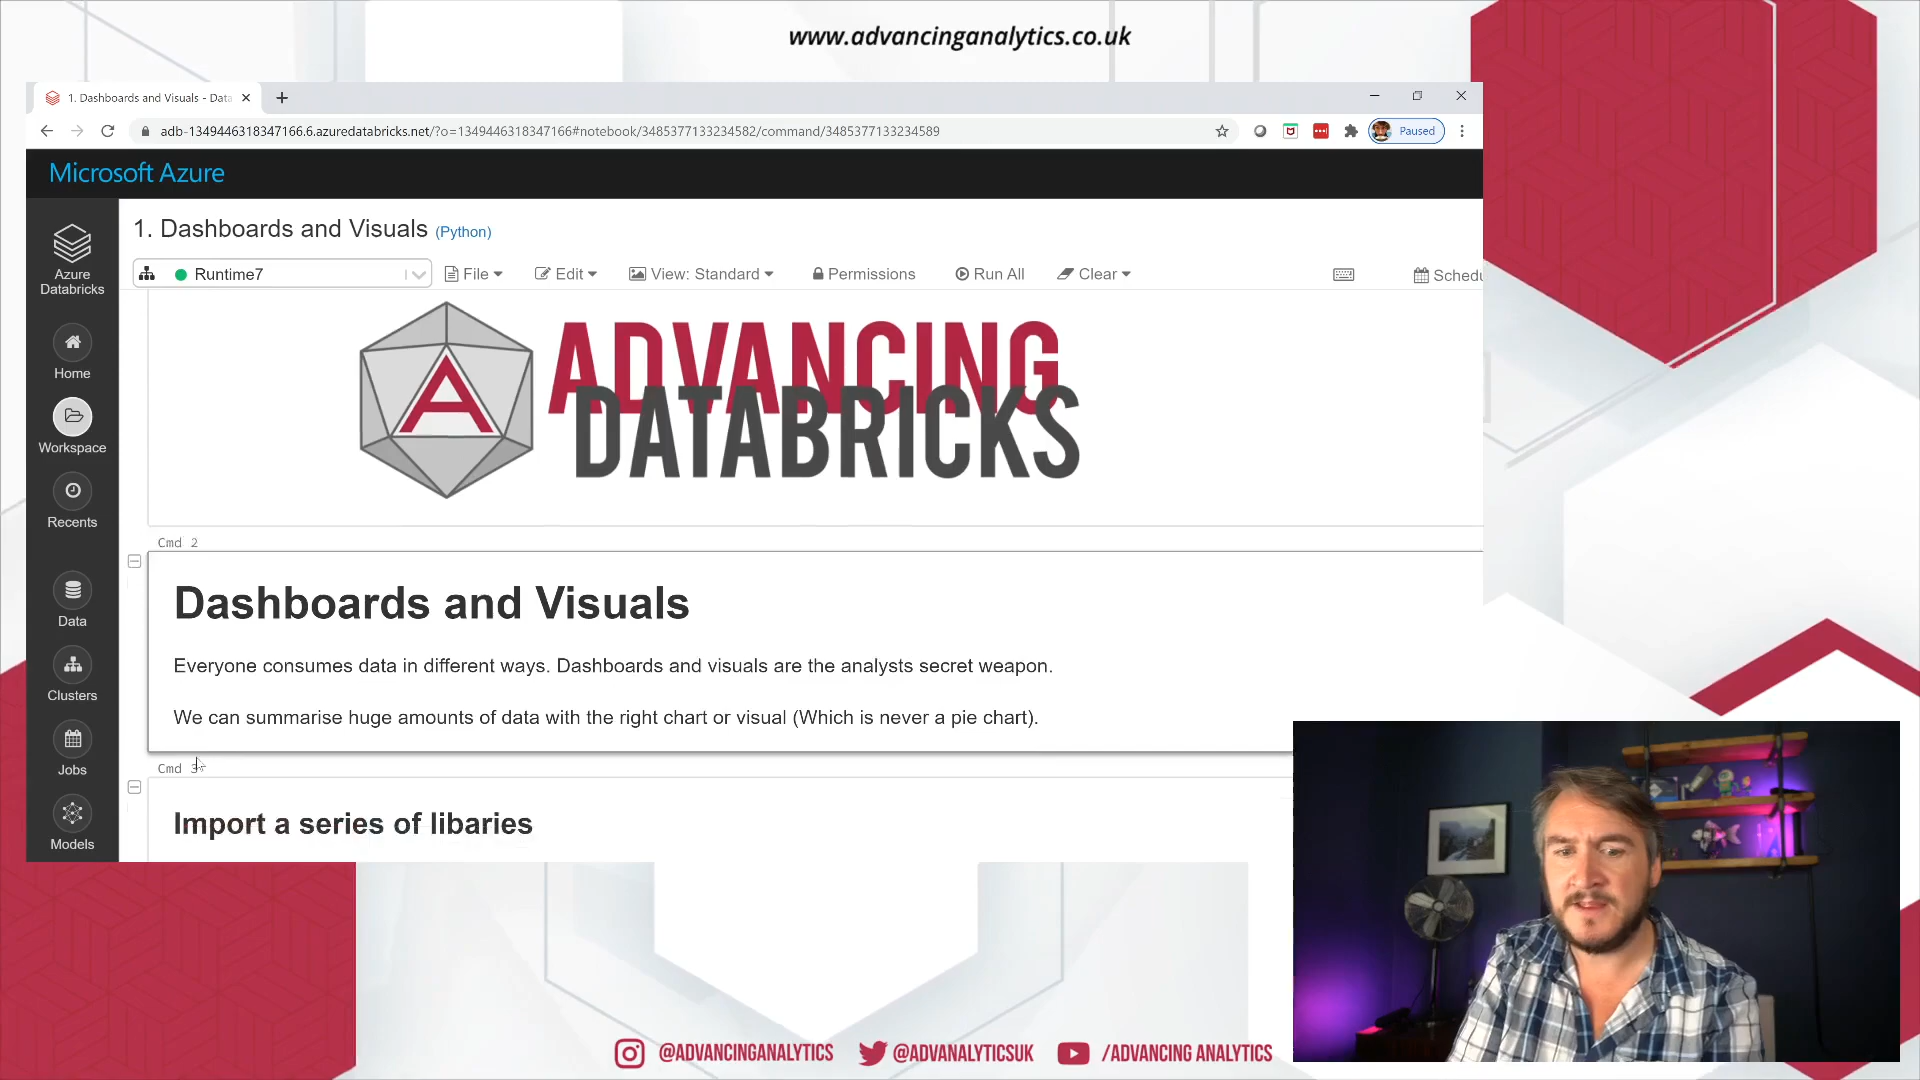 www.advancinganalytics.co.uk
1. Dashboards and Visuals - Data
adb-1349446318347166.6.azuredatabricks.net/?o=1349446318347166#notebook/3485377133234582/command/3485377133234589
Paused
Microsoft Azure
1. Dashboards and Visuals (Python)
Runtime7 File Edit View: Standard Permissions Run All Clear Schedu
Azure
Databricks
Home
Workspace
Recents
Data
Clusters
Jobs
Models
A
ADVANCING
DATABRICKS
Cmd 2
Dashboards and Visuals
Everyone consumes data in different ways. Dashboards and visuals are the analysts secret weapon.
We can summarise huge amounts of data with the right chart or visual (Which is never a pie chart).
Cmd 3
Import a series of libaries
@ADVANCINGANALYTICS @ADVANALYTICSUK /ADVANCING ANALYTICS